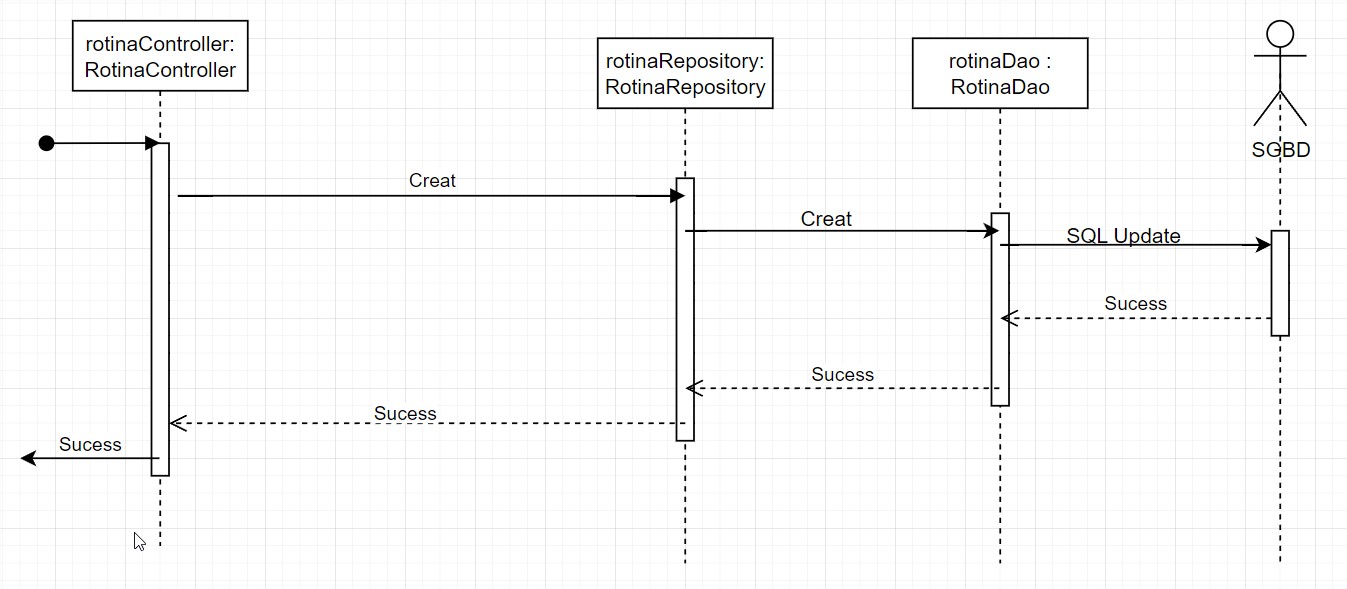 rotinaController:
RotinaController
rotinaRepository:
RotinaRepository
rotinaDao :
RotinaDao
SGBD
Creat
Creat
SQL Update
Sucess
Sucess
Sucess
Sucess